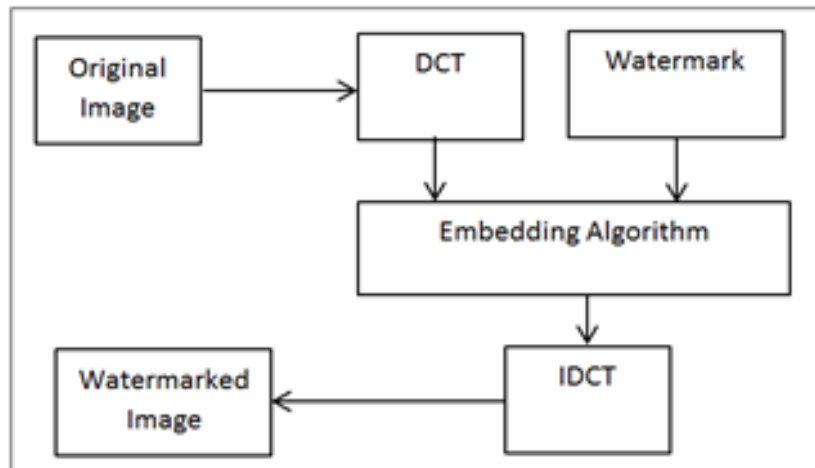 Original
Image
DCT
Watermark
Embedding Algorithm
IDCT
Watermarked
Image